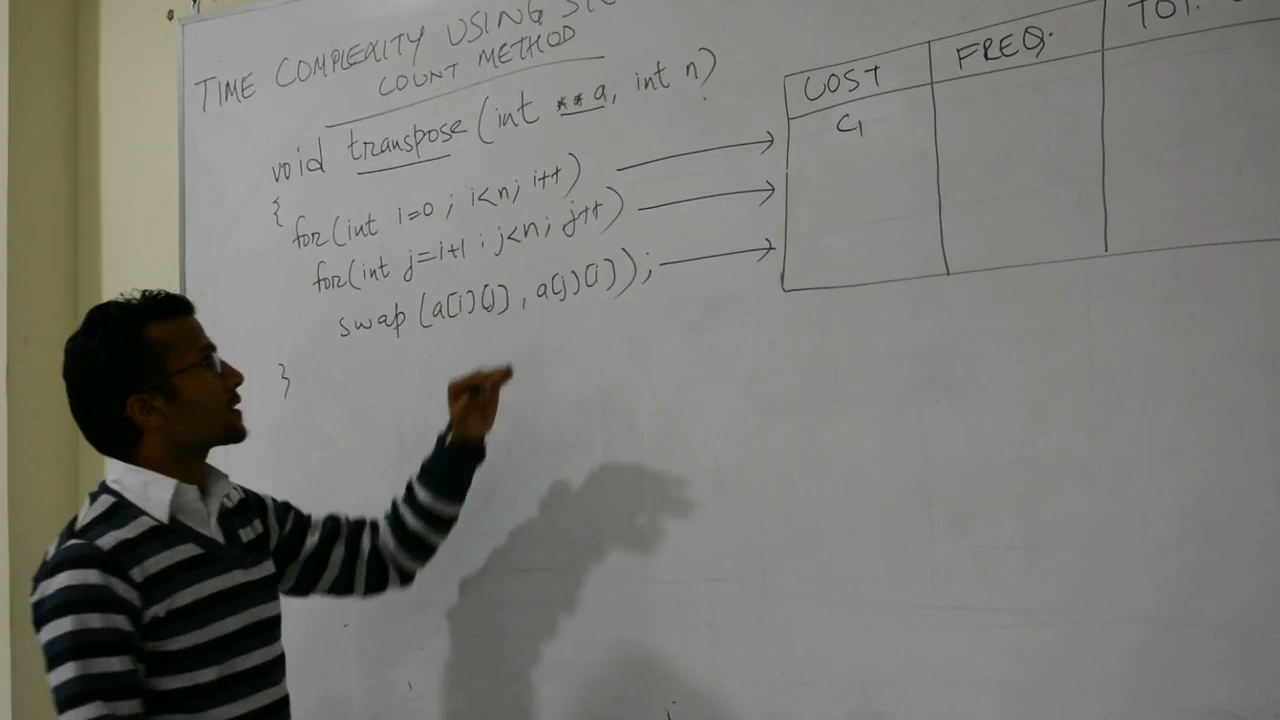 TIME COMPLEXITY USING
COUNT METHOD
void transpose (int **a, int n)
{
for(int i=0 ; i<n; i++)
for(int j=i+1 ; j<n; j++)
swap (a[i][j] , a[j][i]));
}
COST FREQ. TOT.
C1